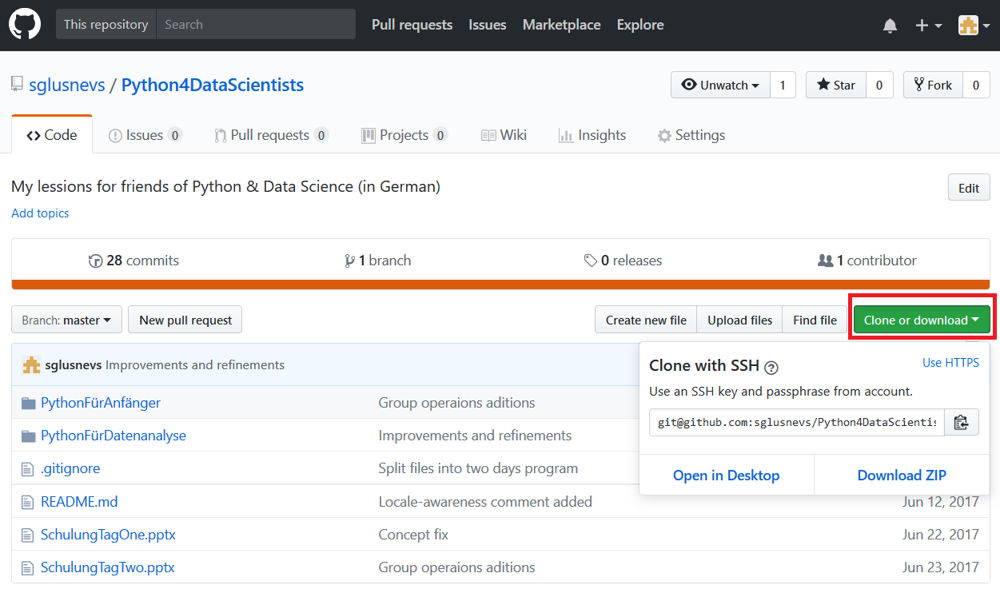 This repository Search Pull requests Issues Marketplace Explore
sglusnevs / Python4DataScientists Unwatch 1 Star 0 Fork 0
Code Issues 0 Pull requests 0 Projects 0 Wiki Insights Settings
My lessions for friends of Python & Data Science (in German) Edit
Add topics
28 commits 1 branch 0 releases 1 contributor
Branch: master New pull request Create new file Upload files Find file Clone or download
sglusnevs Improvements and refinements
Clone with SSH ? Use HTTPS
Use an SSH key and passphrase from account.
git@github.com:sglusnevs/Python4DataScientis
Open in Desktop Download ZIP
PythonFürAnfänger Group operaions aditions
PythonFürDatenanalyse Improvements and refinements
.gitignore Split files into two days program
README.md Locale-awareness comment added Jun 12, 2017
SchulungTagOne.pptx Concept fix Jun 22, 2017
SchulungTagTwo.pptx Group operaions aditions Jun 23, 2017